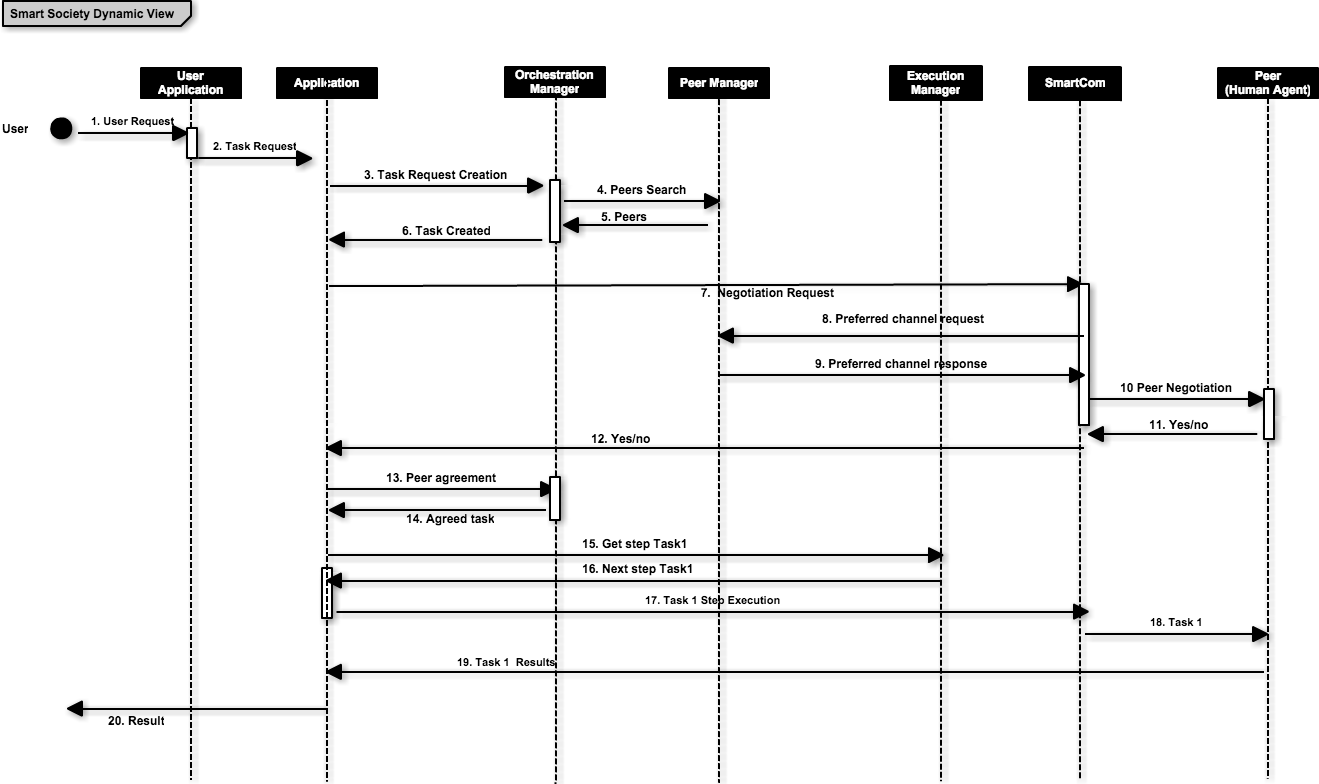 Smart Society Dynamic View
User
Application
Application
Orchestration
Manager
Peer Manager
Execution
Manager
SmartCom
Peer
(Human Agent)
User
1. User Request
2. Task Request
3. Task Request Creation
4. Peers Search
5. Peers
6. Task Created
7. Negotiation Request
8. Preferred channel request
9. Preferred channel response
10 Peer Negotiation
11. Yes/no
12. Yes/no
13. Peer agreement
14. Agreed task
15. Get step Task1
16. Next step Task1
17. Task 1 Step Execution
18. Task 1
19. Task 1 Results
20. Result